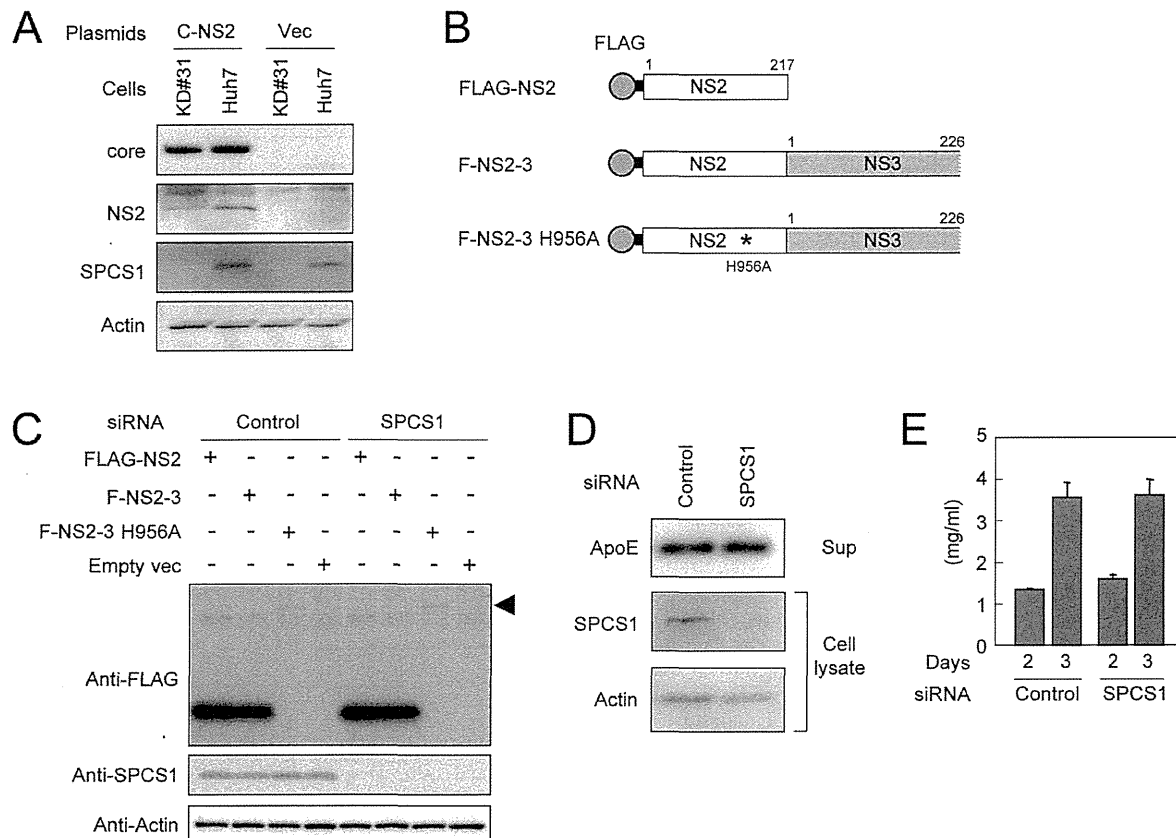 A
Plasmids C-NS2 Vec
Cells KD#31 Huh7 KD#31 Huh7
core
NS2
SPCS1
Actin
B
FLAG
1 217
FLAG-NS2 NS2
1 226
F-NS2-3 NS2 NS3
1 226
F-NS2-3 H956A NS2 * NS3
H956A
C
siRNA Control SPCS1
FLAG-NS2 + - - - + - - -
F-NS2-3 - + - - - + - -
F-NS2-3 H956A - - + - - - + -
Empty vec - - - + - - - +
Anti-FLAG
Anti-SPCS1
Anti-Actin
D
siRNA Control SPCS1
ApoE Sup
SPCS1
Actin
Cell
lysate
E
(mg/ml)
5
4
3
2
1
0
Days 2 3 2 3
siRNA Control SPCS1